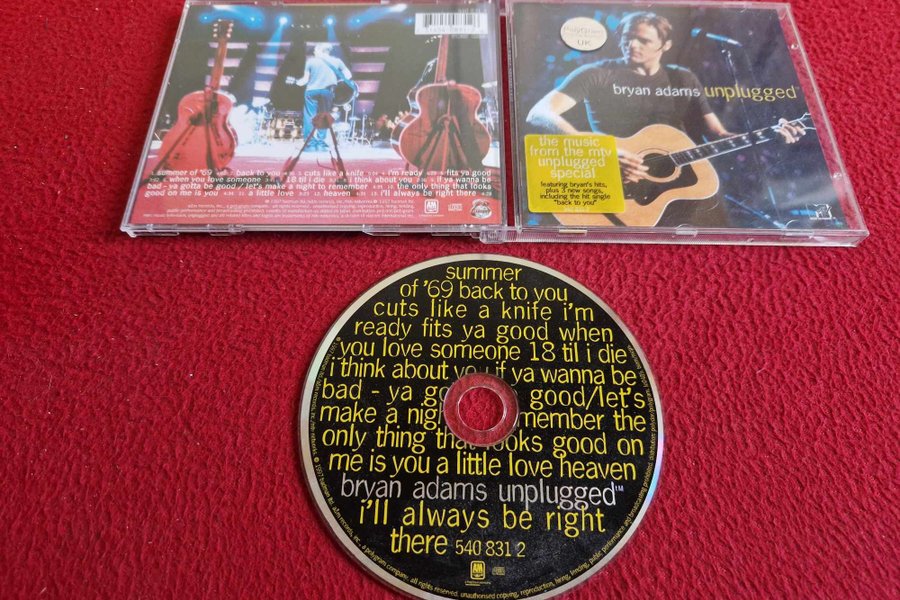 summer of '69 back to you cuts like a knife i'm ready fits ya good
when you love someone 18 til i die i think about you if ya wanna be
bad - ya gotta be good / let's make a night to remember the only thing that looks
good on me is you a little love heaven i'll always be right there
A&M
UK
bryan adams unplugged
the music
from the mtv
unplugged
special
featuring bryan's hits,
plus 3 new songs,
including the hit single
"back to you"
summer
of '69 back to you
cuts like a knife i'm
ready fits ya good when
you love someone 18 til i die
i think about you if ya wanna be
bad - ya go good/let's
make a nig member the
only thing that looks good on
me is you a little love heaven
bryan adams unplugged™
i'll always be right
there 540 831 2
A&M